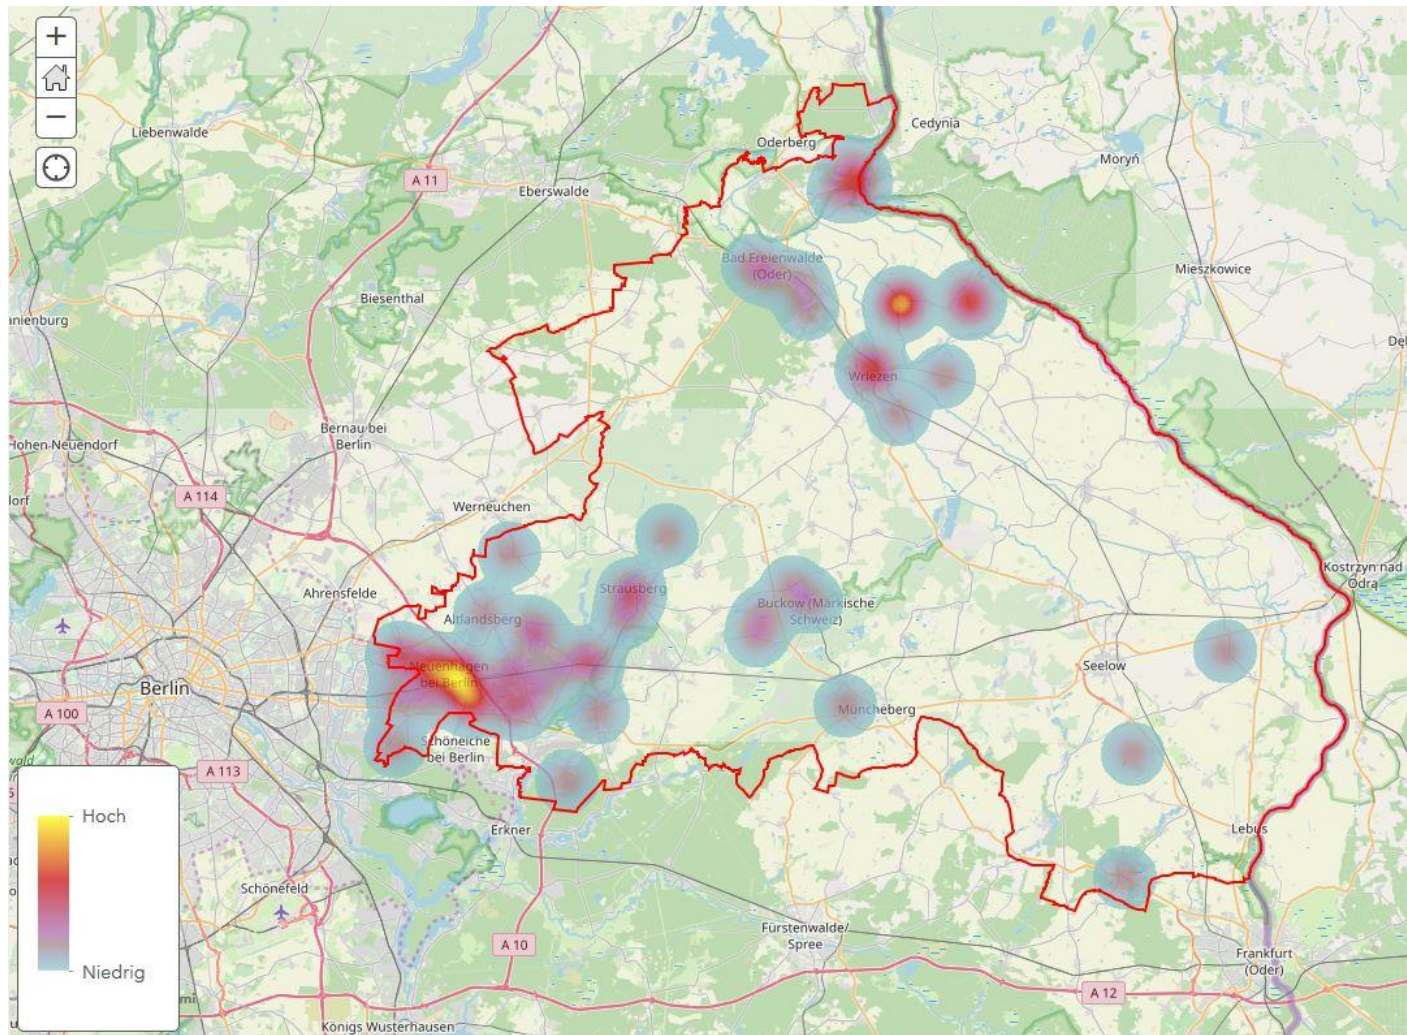 +
−
Liebenwalde
Cedynia
Oderberg
Moryń
A 11
Eberswalde
Bad Freienwalde
(Oder)
Mieszkowice
Biesenthal
Wriezen
Bernau bei
Berlin
Hohen Neuendorf
A 114
Werneuchen
Kostrzyn nad
Odrą
Ahrensfelde
Strausberg
Buckow (Märkische
Schweiz)
Altlandsberg
Neuenhagen
bei Berlin
Seelow
Berlin
A 100
Müncheberg
Schöneiche
bei Berlin
A 113
Hoch
Erkner
Lebus
Schönefeld
Fürstenwalde/
Spree
A 10
Frankfurt
(Oder)
Niedrig
A 12
Königs Wusterhausen